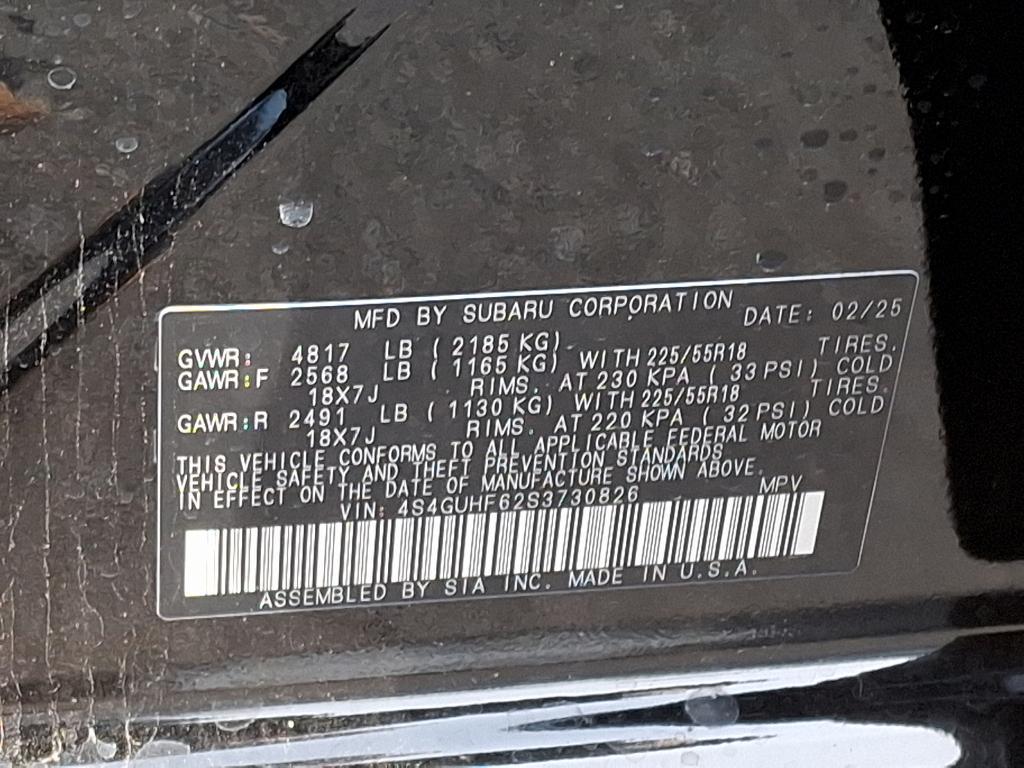 MFD BY SUBARU CORPORATION DATE: 02/25
GVWR: 4817 LB ( 2185 KG)
GAWR:F 2568 LB ( 1165 KG) WITH 225/55R18 TIRES.
18X7J RIMS. AT 230 KPA ( 33 PSI) COLD
GAWR:R 2491 LB ( 1130 KG) WITH 225/55R18 TIRES.
18X7J RIMS. AT 220 KPA ( 32 PSI) COLD
THIS VEHICLE CONFORMS TO ALL APPLICABLE FEDERAL MOTOR
VEHICLE SAFETY AND THEFT PREVENTION STANDARDS
IN EFFECT ON THE DATE OF MANUFACTURE SHOWN ABOVE.
VIN: 4S4GUHF62S3730826 MPV
ASSEMBLED BY SIA INC. MADE IN U.S.A.